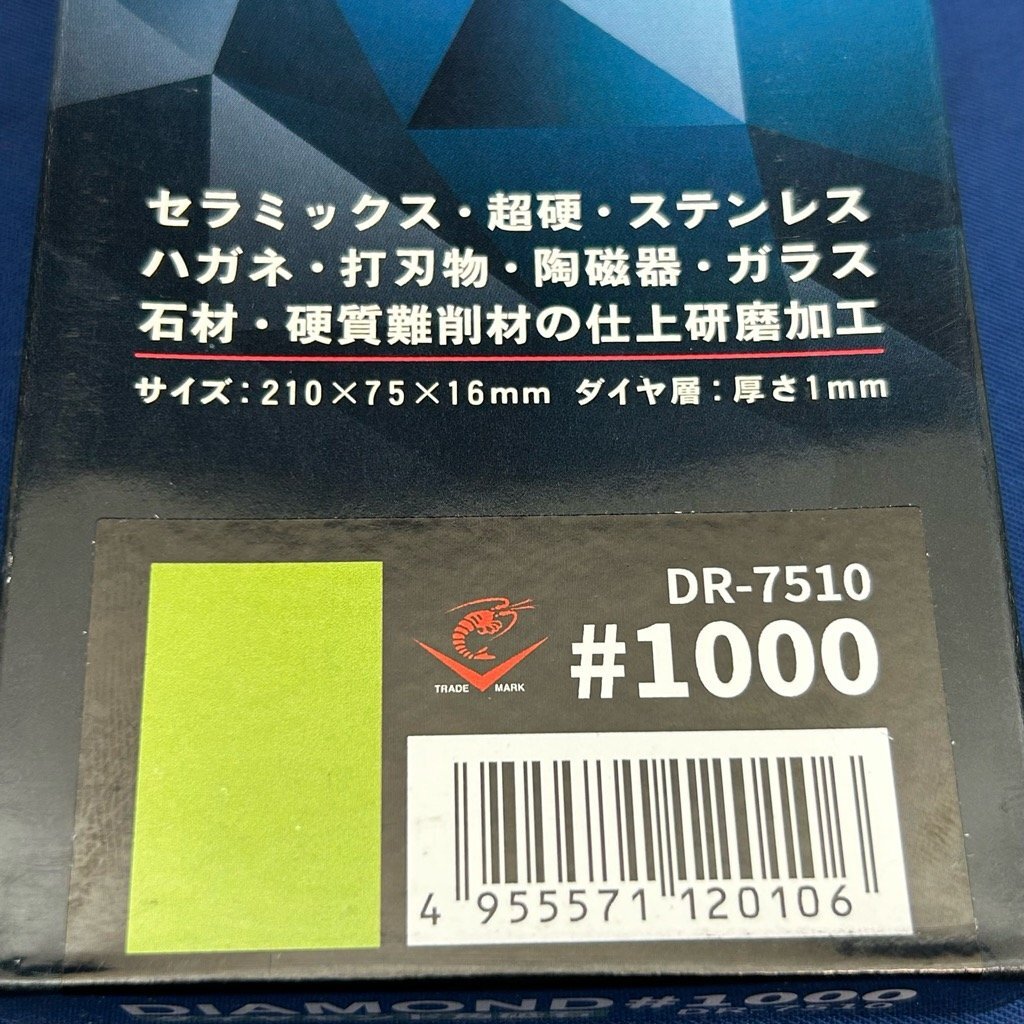 セラミックス・超硬・ステンレス
ハガネ・打刃物・陶磁器・ガラス
石材・硬質難削材の仕上研磨加工
サイズ:210×75×16mm ダイヤ層:厚さ1mm
DR-7510
#1000
TRADE MARK
4 955571 120106
DIAMOND #1000
DR-7510